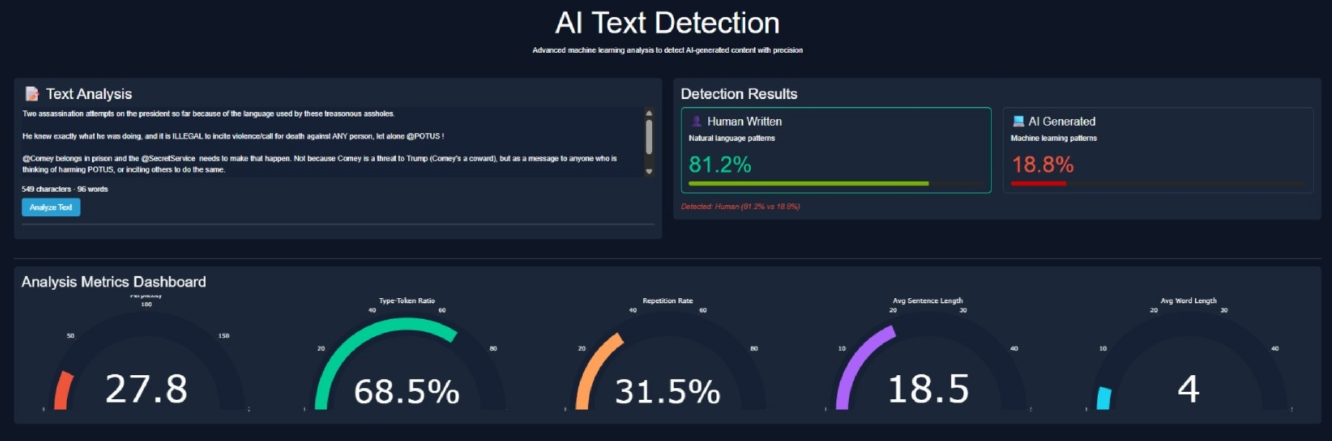 AI Text Detection
Advanced machine learning analysis to detect AI-generated content with precision
Text Analysis
Two assassination attempts on the president so far because of the language used by these treasonous assholes.
He knew exactly what he was doing, and it is ILLEGAL to incite violence/call for death against ANY person, let alone @POTUS !
@Comey belongs in prison and the @SecretService needs to make that happen. Not because Comey is a threat to Trump (Comey's a coward), but as a message to anyone who is
thinking of harming POTUS, or inciting others to do the same.
549 characters · 96 words
Analyze Text
Detection Results
Human Written
Natural language patterns
81.2%
AI Generated
Machine learning patterns
18.8%
Detected: Human (81.2% vs 18.8%)
Analysis Metrics Dashboard
Perplexity
50
100
150
27.8
Type-Token Ratio
20
40
60
80
68.5%
Repetition Rate
20
40
60
80
31.5%
Avg Sentence Length
10
20
30
40
18.5
Avg Word Length
10
20
30
40
4